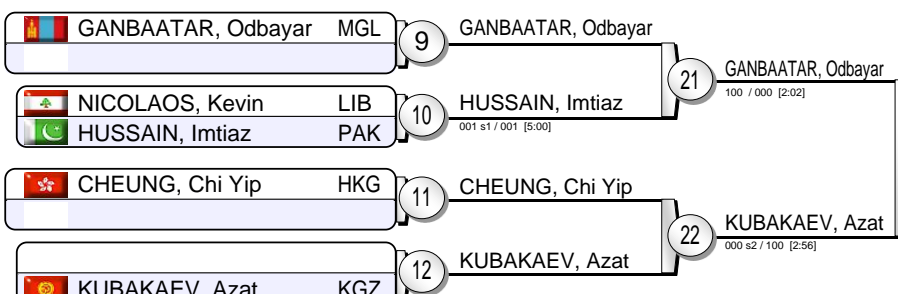 GANBAATAR, Odbayar MGL
9
GANBAATAR, Odbayar
21
GANBAATAR, Odbayar
100 / 000 [2:02]
NICOLAOS, Kevin LIB
HUSSAIN, Imtiaz PAK
10
HUSSAIN, Imtiaz
001 s1 / 001 [5:00]
CHEUNG, Chi Yip HKG
11
CHEUNG, Chi Yip
22
KUBAKAEV, Azat
000 s2 / 100 [2:56]
KUBAKAEV, Azat KGZ
12
KUBAKAEV, Azat